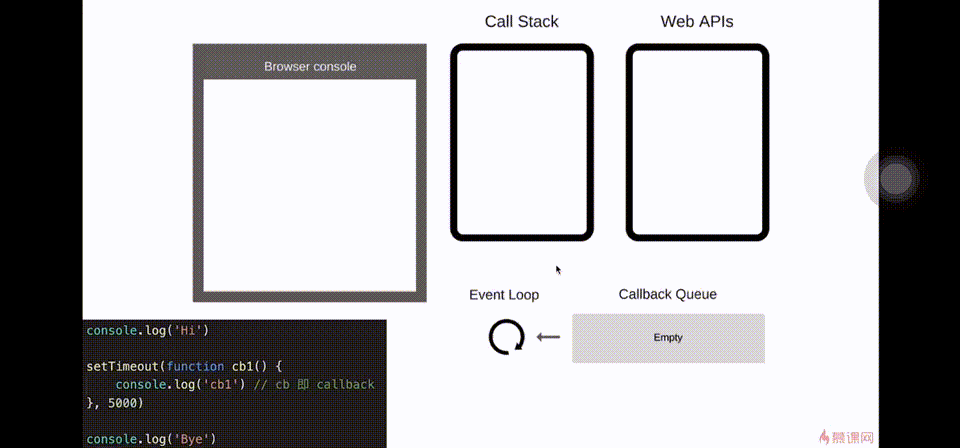 Call Stack
Web APIs
Browser console
Event Loop
Callback Queue
Empty
console.log('Hi')
setTimeout(function cb1() {
console.log('cb1') // cb 即 callback
}, 5000)
console.log('Bye')
慕课网